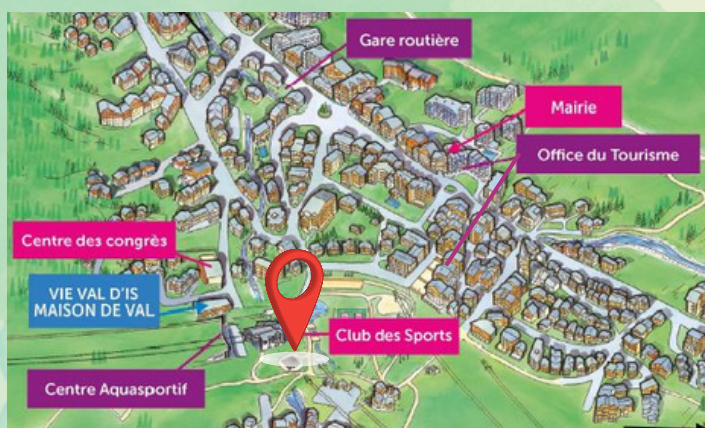 Gare routière
Mairie
Office du Tourisme
Centre des congrès
VIE VAL D'IS
MAISON DE VAL
Club des Sports
Centre Aquasportif